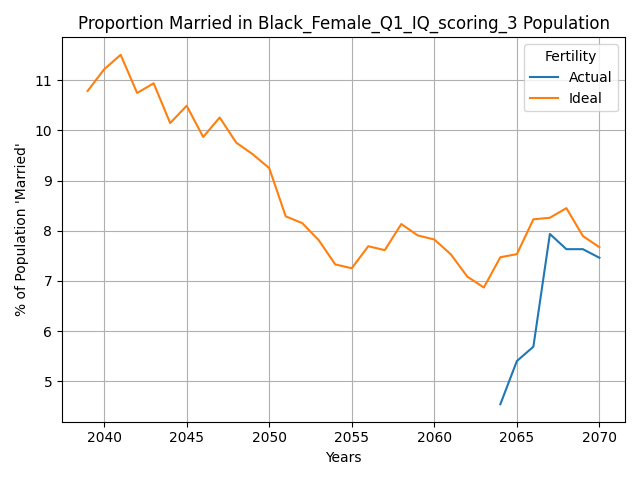 Proportion Married in Black_Female_Q1_IQ_scoring_3 Population
% of Population 'Married'
11
10
9
8
7
6
5
Fertility
Actual
Ideal
2040 2045 2050 2055 2060 2065 2070
Years